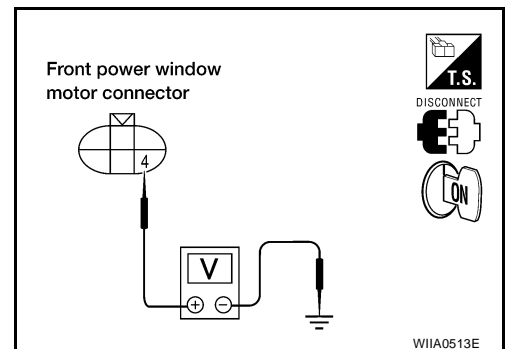 Front power window
motor connector
T.S.
DISCONNECT
4
ON
V
+ −
WIIA0513E